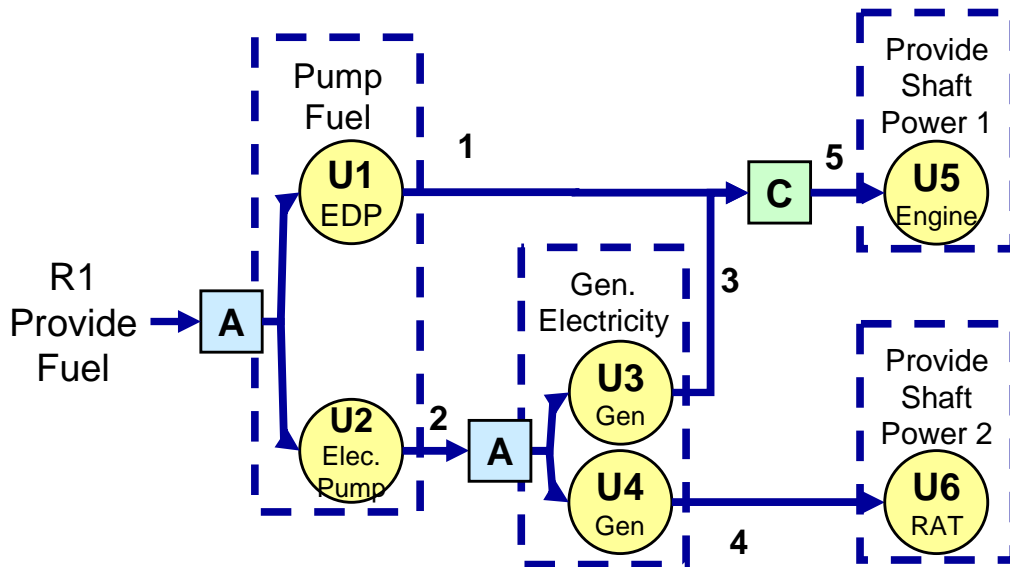 R1
Provide
Fuel
A
Pump
Fuel
U1
EDP
1
U2
Elec.
Pump
2
A
Gen.
Electricity
U3
Gen
U4
Gen
3
4
C
5
Provide
Shaft
Power 1
U5
Engine
Provide
Shaft
Power 2
U6
RAT